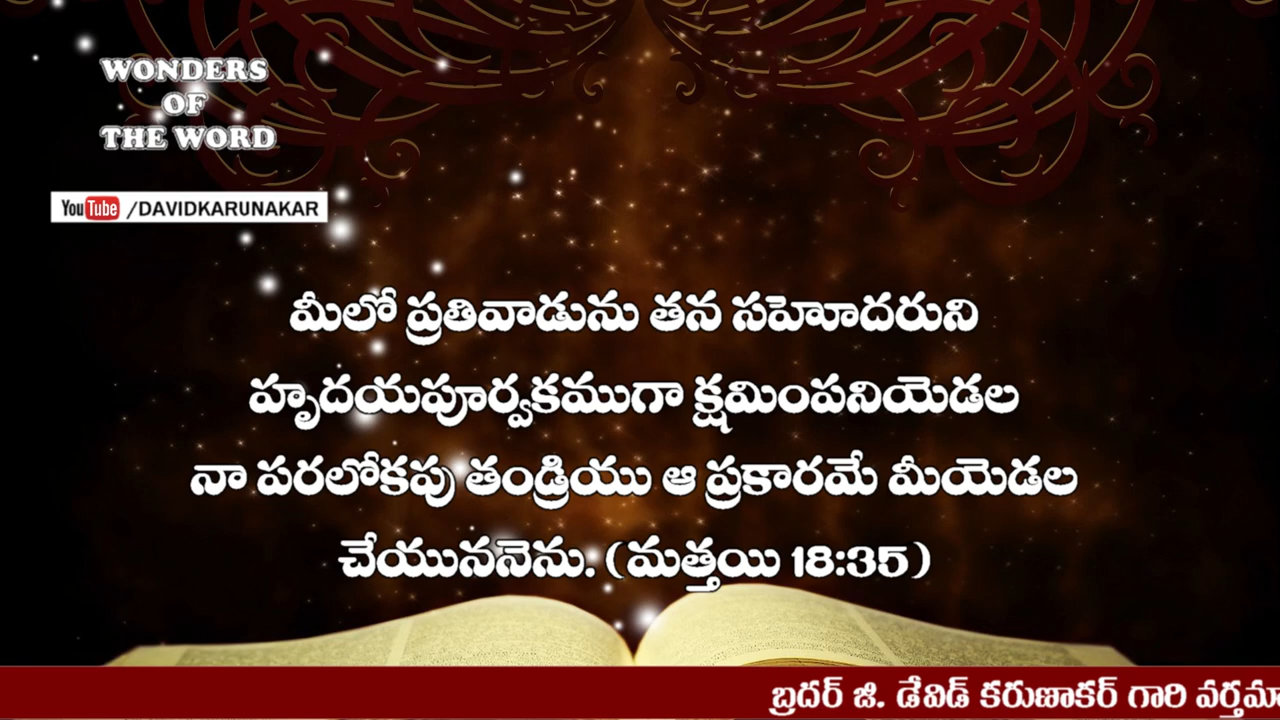 WONDERS
OF
THE WORD
YouTube /DAVIDKARUNAKAR
మీలో ప్రతివాడును తన సహోదరుని
హృదయపూర్వకముగా క్షమింపనియెడల
నా పరలోకపు తండ్రియు ఆ ప్రకారమే మీయెడల
చేయుననెను. (మత్తయి 18:35)
బ్రదర్ జి. డేవిడ్ కరుణాకర్ గారి